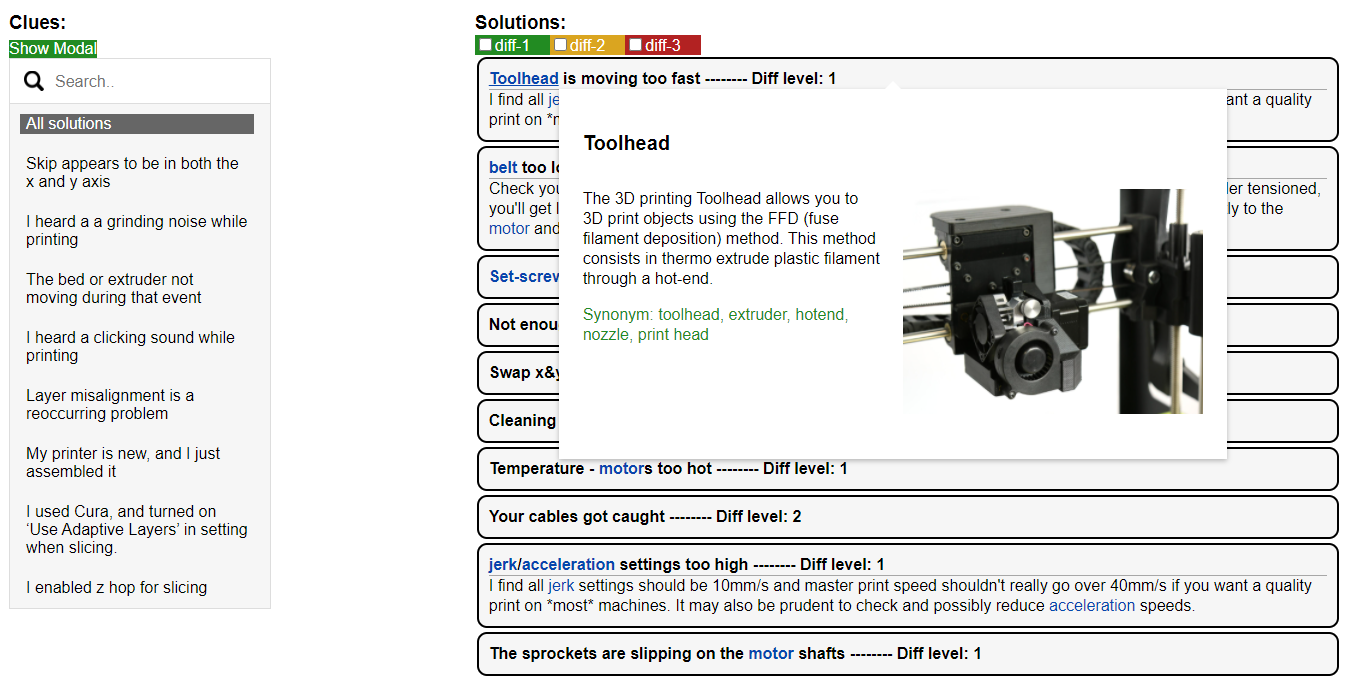 Clues:
Show Modal
Search..
All solutions
Skip appears to be in both the
x and y axis
I heard a a grinding noise while
printing
The bed or extruder not
moving during that event
I heard a clicking sound while
printing
Layer misalignment is a
reoccurring problem
My printer is new, and I just
assembled it
I used Cura, and turned on
‘Use Adaptive Layers’ in setting
when slicing.
I enabled z hop for slicing
Solutions:
diff-1 diff-2 diff-3
Toolhead is moving too fast -------- Diff level: 1
I find all je ant a quality
print on *m
belt too lo
Check you er tensioned,
you'll get l ly to the
motor and
Set-screw
Not enou
Swap x&y
Cleaning
Toolhead
The 3D printing Toolhead allows you to
3D print objects using the FFD (fuse
filament deposition) method. This method
consists in thermo extrude plastic filament
through a hot-end.
Synonym: toolhead, extruder, hotend,
nozzle, print head
Temperature - motors too hot -------- Diff level: 1
Your cables got caught -------- Diff level: 2
jerk/acceleration settings too high -------- Diff level: 1
I find all jerk settings should be 10mm/s and master print speed shouldn't really go over 40mm/s if you want a quality
print on *most* machines. It may also be prudent to check and possibly reduce acceleration speeds.
The sprockets are slipping on the motor shafts -------- Diff level: 1